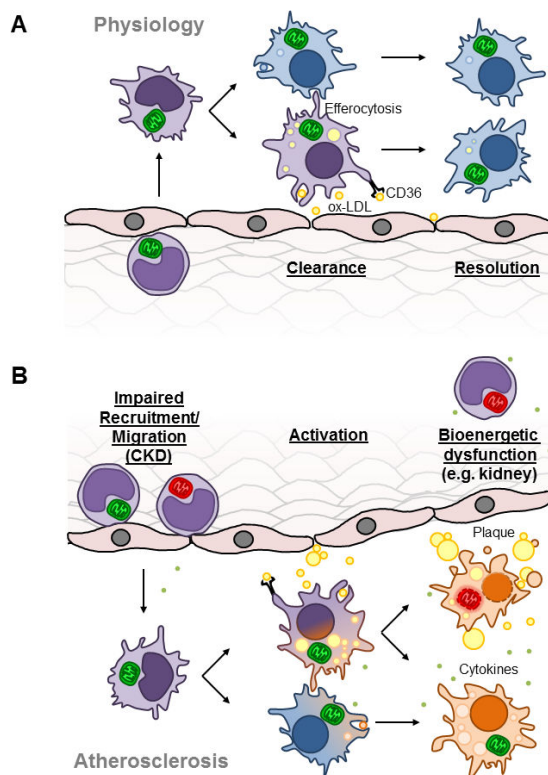 A
Physiology
Efferocytosis
CD36
ox-LDL
Clearance
Resolution
B
Impaired
Recruitment/
Migration
(CKD)
Activation
Bioenergetic
dysfunction
(e.g. kidney)
Plaque
Cytokines
Atherosclerosis